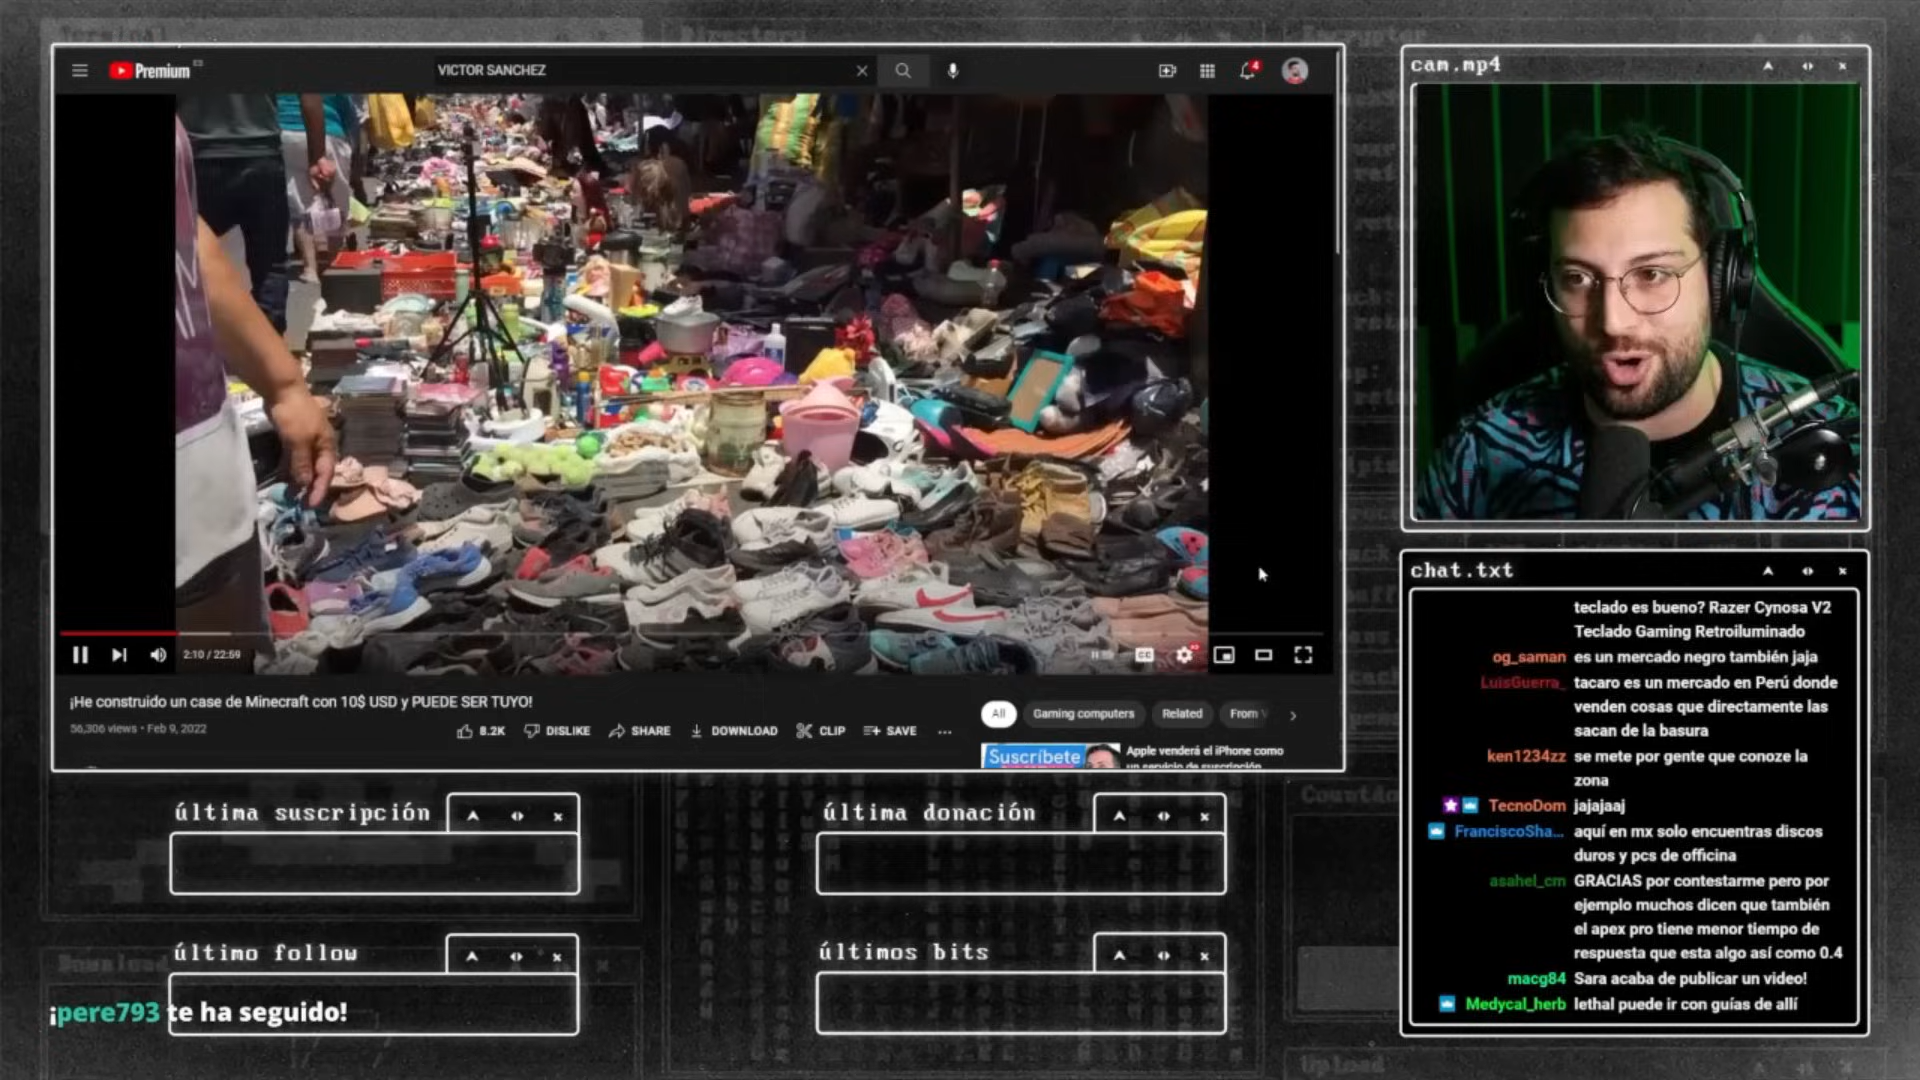 Premium
VICTOR SANCHEZ
4
2:10 / 22:59
¡He construido un case de Minecraft con 10$ USD y PUEDE SER TUYO!
56,306 views • Feb 9, 2022
8.2K
DISLIKE
SHARE
DOWNLOAD
CLIP
SAVE
All
Gaming computers
Related
From
Suscríbete
Apple venderá el iPhone como
un servicio de suscripción
cam.mp4
chat.txt
teclado es bueno? Razer Cynosa V2
Teclado Gaming Retroiluminado
og_saman es un mercado negro también jaja
LuisGuerra_ tacaro es un mercado en Perú donde
venden cosas que directamente las
sacan de la basura
ken1234zz se mete por gente que conoze la
zona
TecnoDom jajajaaj
FranciscoSha... aquí en mx solo encuentras discos
duros y pcs de officina
asahel_cm GRACIAS por contestarme pero por
ejemplo muchos dicen que también
el apex pro tiene menor tiempo de
respuesta que esta algo así como 0.4
macg84 Sara acaba de publicar un video!
Medycal_herb lethal puede ir con guías de allí
última suscripción
última donación
último follow
últimos bits
¡pere793 te ha seguido!